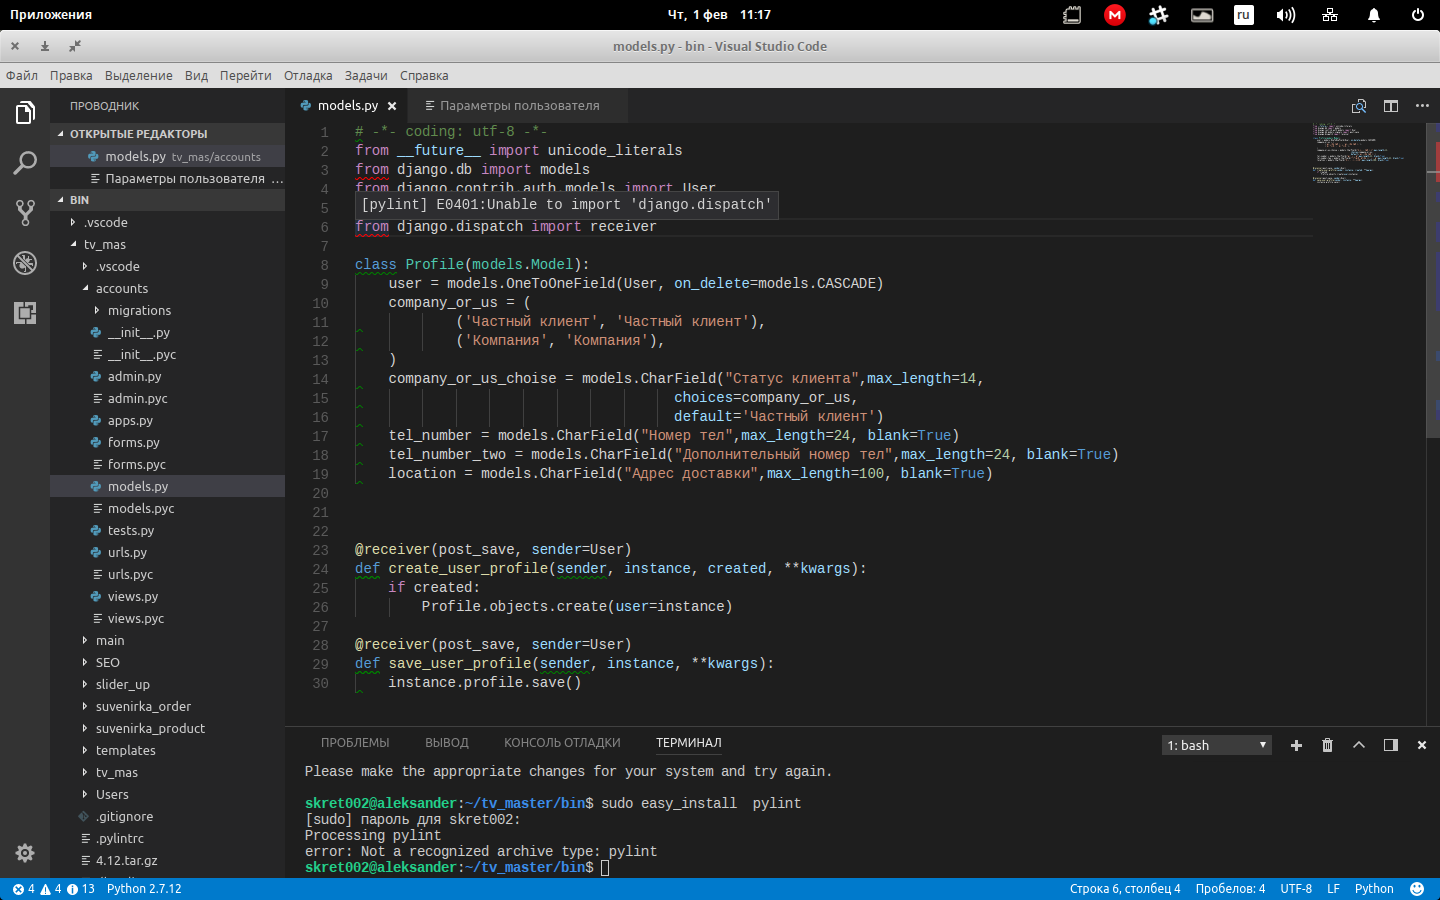 Приложения
Чт, 1 фев 11:17
ru
models.py - bin - Visual Studio Code
Файл Правка Выделение Вид Перейти Отладка Задачи Справка
ПРОВОДНИК
ОТКРЫТЫЕ РЕДАКТОРЫ
models.py tv_mas/accounts
Параметры пользователя ...
BIN
.vscode
tv_mas
.vscode
accounts
migrations
__init__.py
__init__.pyc
admin.py
admin.pyc
apps.py
forms.py
forms.pyc
models.py
models.pyc
tests.py
urls.py
urls.pyc
views.py
views.pyc
main
SEO
slider_up
suvenirka_order
suvenirka_product
templates
tv_mas
Users
.gitignore
.pylintrc
4.12.tar.gz
models.py Параметры пользователя
1 # -*- coding: utf-8 -*-
2 from __future__ import unicode_literals
3 from django.db import models
4 from django.contrib.auth.models import User
5 [pylint] E0401:Unable to import 'django.dispatch'
6 from django.dispatch import receiver
7
8 class Profile(models.Model):
9 user = models.OneToOneField(User, on_delete=models.CASCADE)
10 company_or_us = (
11 ('Частный клиент', 'Частный клиент'),
12 ('Компания', 'Компания'),
13 )
14 company_or_us_choise = models.CharField("Статус клиента",max_length=14,
15 choices=company_or_us,
16 default='Частный клиент')
17 tel_number = models.CharField("Номер тел",max_length=24, blank=True)
18 tel_number_two = models.CharField("Дополнительный номер тел",max_length=24, blank=True)
19 location = models.CharField("Адрес доставки",max_length=100, blank=True)
20
21
22
23 @receiver(post_save, sender=User)
24 def create_user_profile(sender, instance, created, **kwargs):
25 if created:
26 Profile.objects.create(user=instance)
27
28 @receiver(post_save, sender=User)
29 def save_user_profile(sender, instance, **kwargs):
30 instance.profile.save()
ПРОБЛЕМЫ ВЫВОД КОНСОЛЬ ОТЛАДКИ ТЕРМИНАЛ
1: bash
Please make the appropriate changes for your system and try again.
skret002@aleksander:~/tv_master/bin$ sudo easy_install  pylint
[sudo] пароль для skret002:
Processing pylint
error: Not a recognized archive type: pylint
skret002@aleksander:~/tv_master/bin$
4 4 13 Python 2.7.12
Строка 6, столбец 4 Пробелов: 4 UTF-8 LF Python